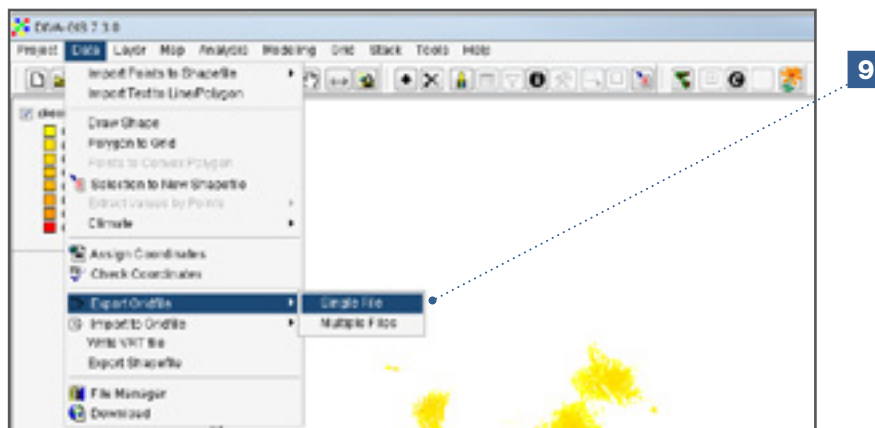 DIVA-GIS 7.3.0
Project Data Layer Map Analysis Modeling Grid Stack Tools Help
9
Import Points to Shapefile
Import Text to Line/Polygon
Draw Shape
Polygon to Grid
Points to Convex Polygon
Selection to New Shapefile
Extract Values by Points
Climate
Assign Coordinates
Check Coordinates
Export Gridfile Single File
Import to Gridfile Multiple Files
Write VRT file
Export Shapefile
File Manager
Download